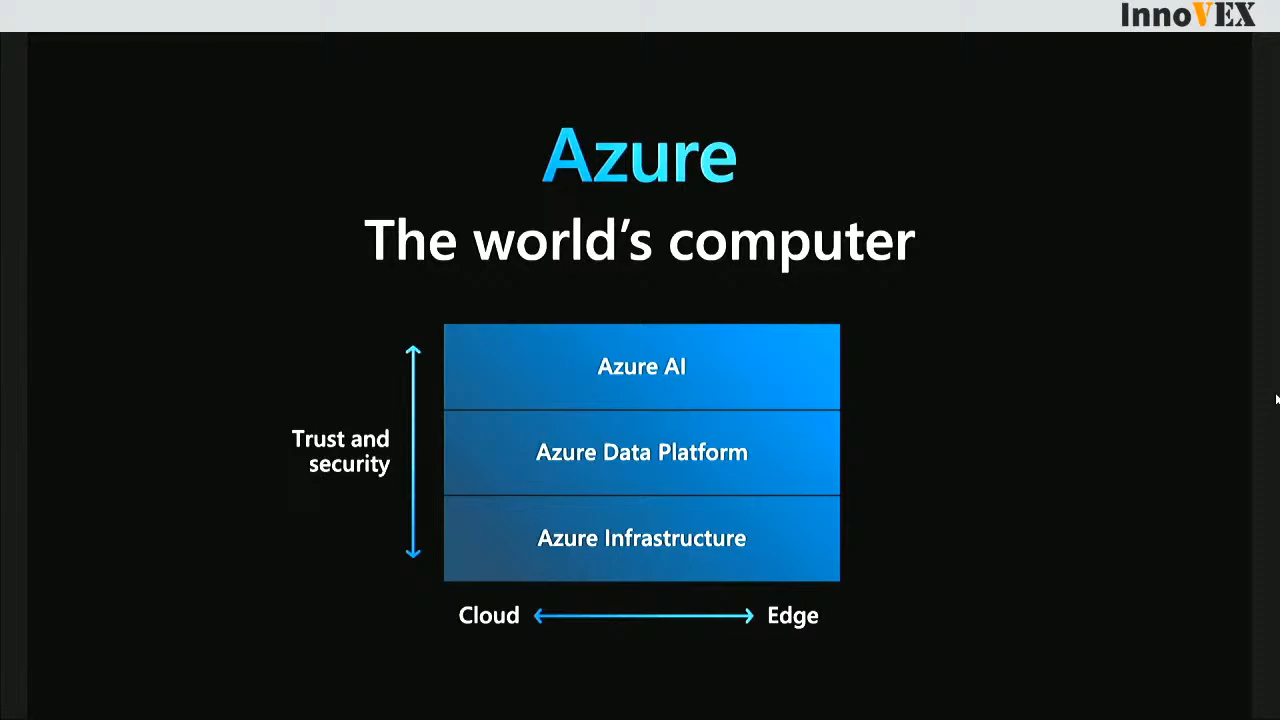 InnoVEX
Azure
The world's computer
Azure AI
Trust and
security
Azure Data Platform
Azure Infrastructure
Cloud
Edge